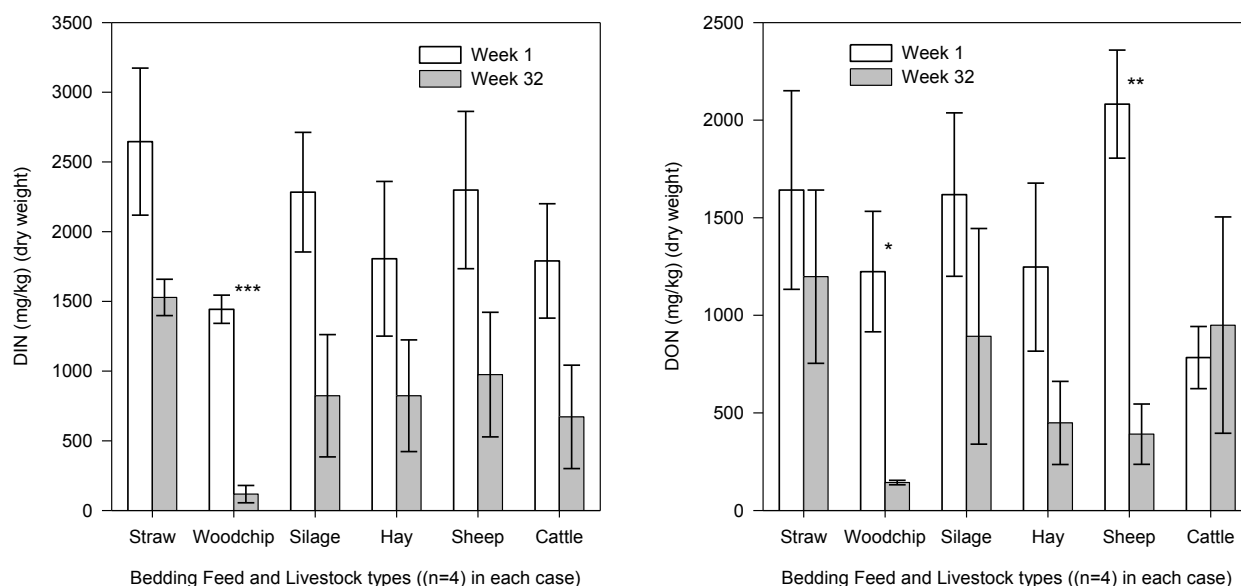 DIN (mg/kg) (dry weight)
3500
3000
2500
2000
1500
1000
500
0
Week 1
Week 32
***
Straw Woodchip Silage Hay Sheep Cattle
Bedding Feed and Livestock types ((n=4) in each case)
DON (mg/kg) (dry weight)
2500
2000
1500
1000
500
0
Week 1
Week 32
**
*
Straw Woodchip Silage Hay Sheep Cattle
Bedding Feed and Livestock types ((n=4) in each case)